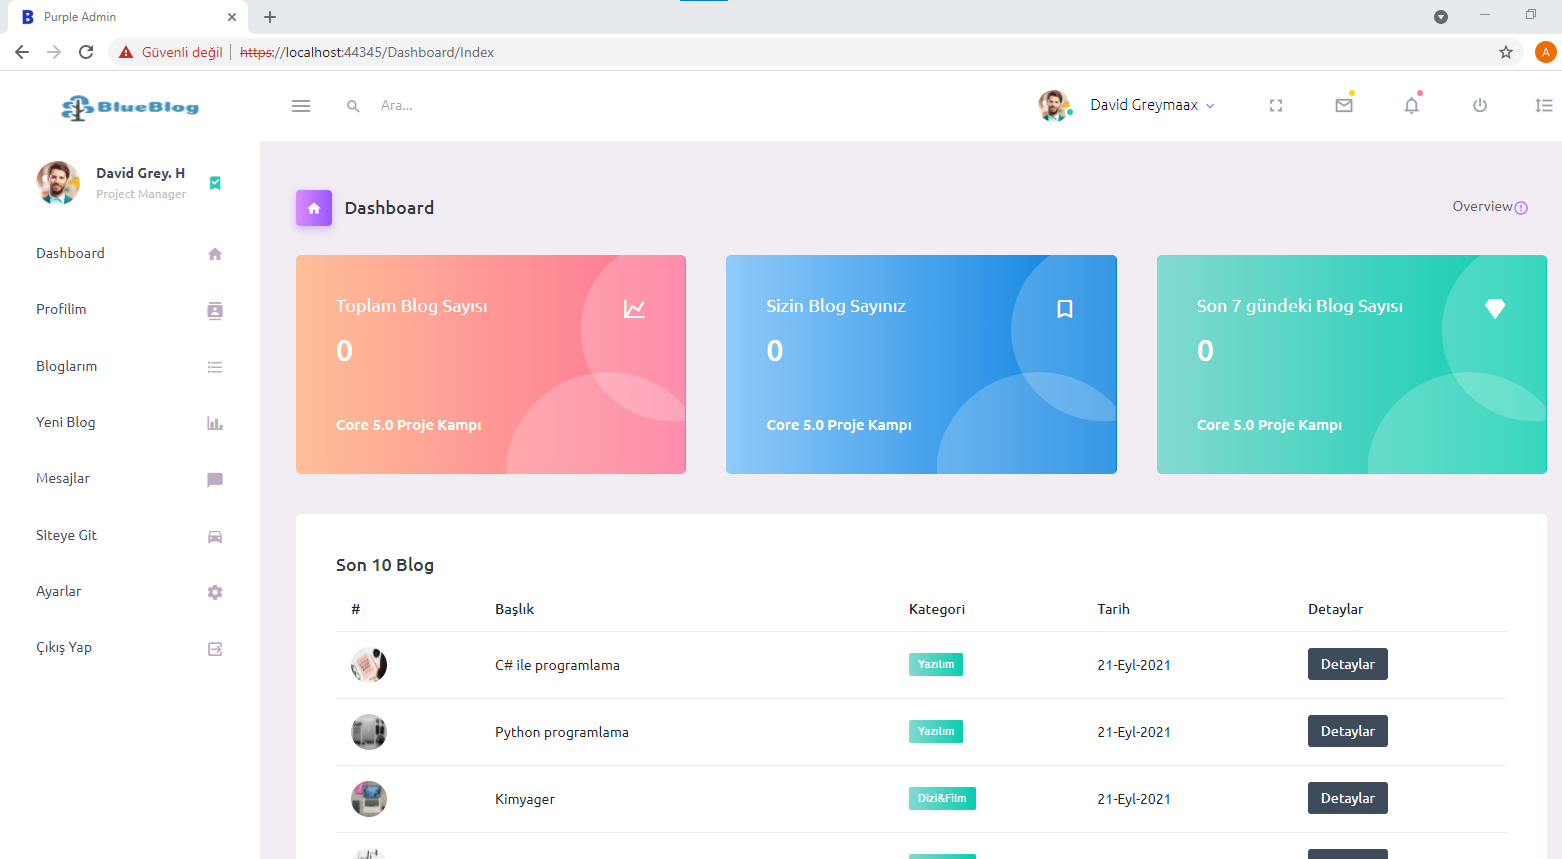 Purple Admin
Güvenli değil | https://localhost:44345/Dashboard/Index
A
BlueBlog
Ara...
David Greymaax
David Grey. H
Project Manager
Dashboard
Profilim
Bloglarım
Yeni Blog
Mesajlar
Siteye Git
Ayarlar
Çıkış Yap
Dashboard
Overview
Toplam Blog Sayısı
0
Core 5.0 Proje Kampı
Sizin Blog Sayınız
0
Core 5.0 Proje Kampı
Son 7 gündeki Blog Sayısı
0
Core 5.0 Proje Kampı
Son 10 Blog
# Başlık Kategori Tarih Detaylar
C# ile programlama Yazılım 21-Eyl-2021 Detaylar
Python programlama Yazılım 21-Eyl-2021 Detaylar
Kimyager Dizi&Film 21-Eyl-2021 Detaylar